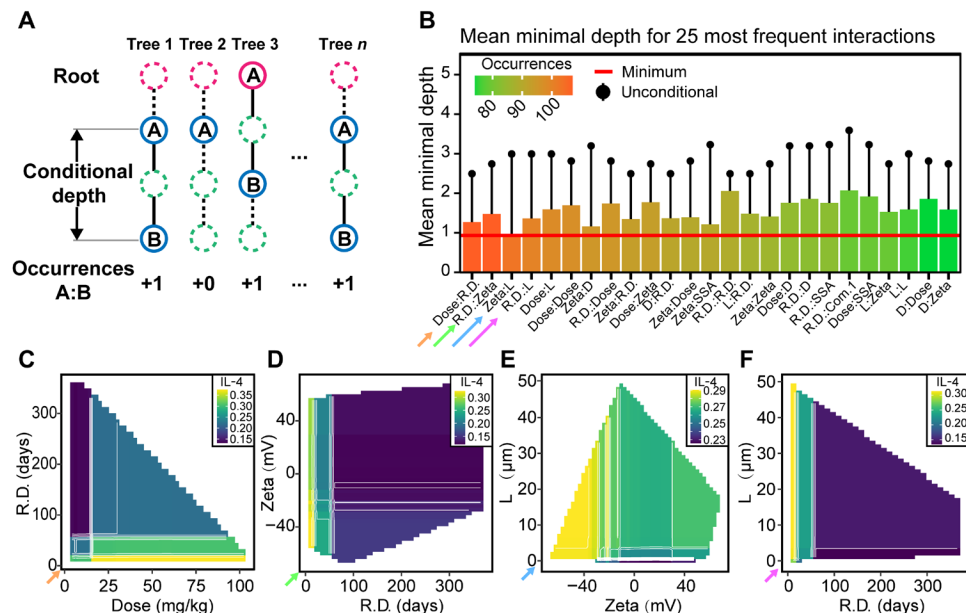 A
Tree 1 Tree 2 Tree 3 Tree n
Root
A
A A A
Conditional depth
B
B B
...
Occurrences A:B
+1 +0 +1 ... +1
B
Mean minimal depth for 25 most frequent interactions
Mean minimal depth
5
4
3
2
1
0
Occurrences
80 90 100
Minimum
Unconditional
Dose:R.D.
R.D.:Zeta
Zeta:L
R.D.:L
Dose:L
Dose:Dose
Zeta:D
R.D.:Dose
Zeta:R.D.
Dose:Zeta
D:R.D.
Zeta:Dose
Zeta:SSA
R.D.:R.D.
L:R.D.
Zeta:Zeta
Dose:D
R.D.:D
R.D.:SSA
R.D.:Com.1
Dose:SSA
L:Zeta
L:L
D:Dose
D:Zeta
C
R.D. (days)
300
200
100
0
0 25 50 75 100
Dose (mg/kg)
IL-4
0.35
0.30
0.25
0.20
0.15
D
Zeta (mV)
40
0
−40
0 100 200 300
R.D. (days)
IL-4
0.30
0.25
0.20
0.15
E
L (μm)
50
40
30
20
10
0
−40 0 40
Zeta (mV)
IL-4
0.29
0.27
0.25
0.23
F
L (μm)
50
40
30
20
10
0
0 100 200 300
R.D. (days)
IL-4
0.30
0.25
0.20
0.15